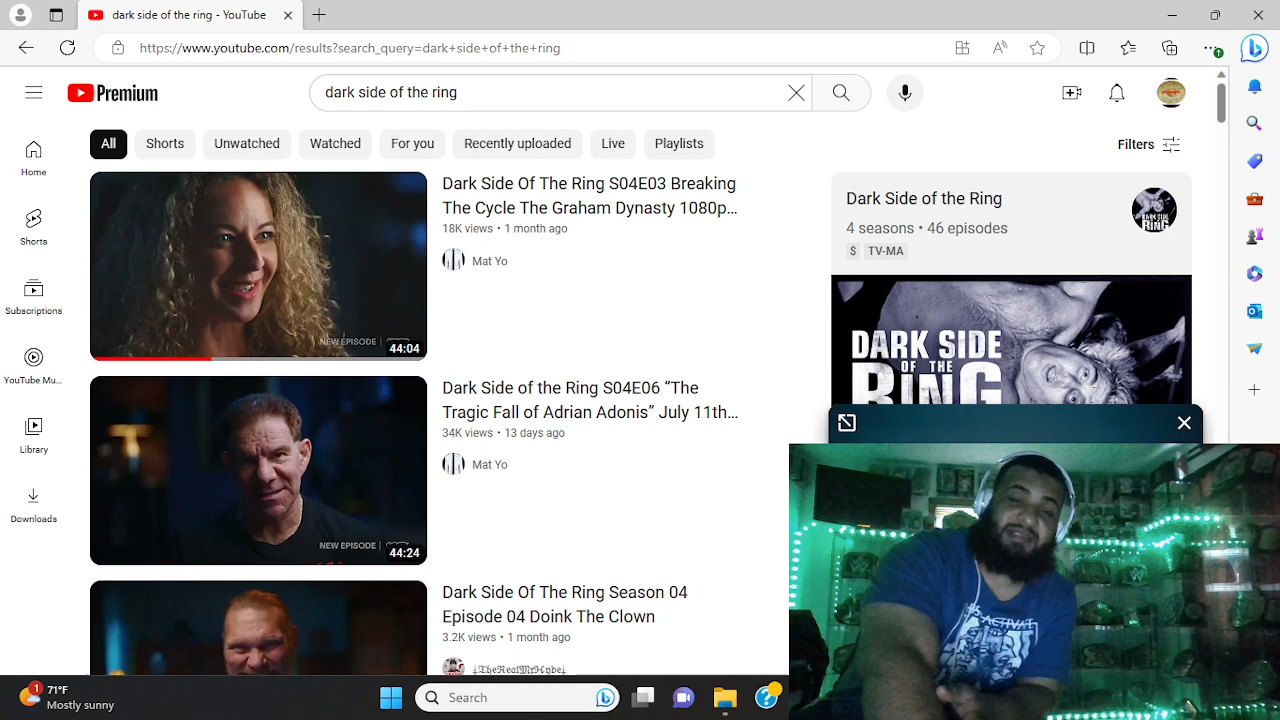 dark side of the ring - YouTube
https://www.youtube.com/results?search_query=dark+side+of+the+ring
Premium
dark side of the ring
All
Shorts
Unwatched
Watched
For you
Recently uploaded
Live
Playlists
Filters
Home
Shorts
Subscriptions
YouTube Mu...
Library
Downloads
NEW EPISODE
44:04
Dark Side Of The Ring S04E03 Breaking
The Cycle The Graham Dynasty 1080p...
18K views • 1 month ago
Mat Yo
NEW EPISODE
44:24
Dark Side of the Ring S04E06 “The
Tragic Fall of Adrian Adonis” July 11th...
34K views • 13 days ago
Mat Yo
Dark Side Of The Ring Season 04
Episode 04 Doink The Clown
3.2K views • 1 month ago
Dark Side of the Ring
4 seasons • 46 episodes
$ TV-MA
DARK SIDE
OF THE
RING
DARK SIDE
RING
1
71°F
Mostly sunny
Search